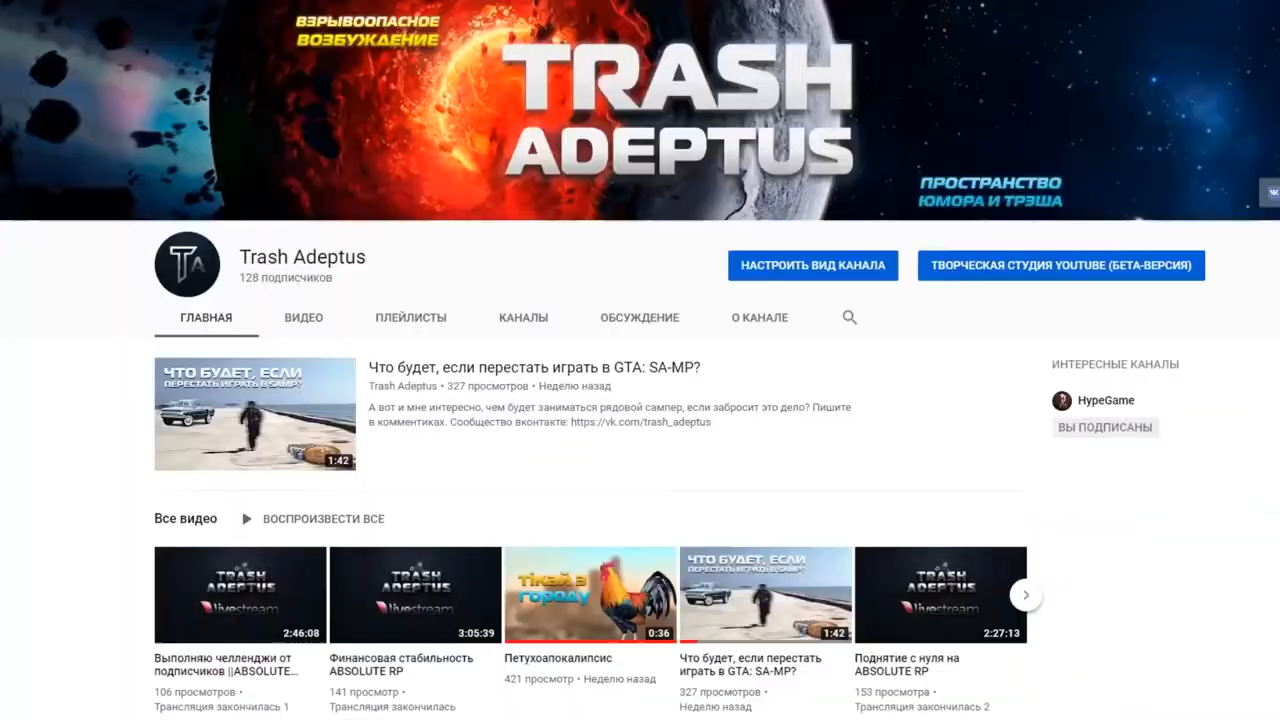 ВЗРЫВООПАСНОЕ
ВОЗБУЖДЕНИЕ
TRASH
ADEPTUS
ПРОСТРАНСТВО
ЮМОРА И ТРЭША
TA
Trash Adeptus
128 подписчиков
НАСТРОИТЬ ВИД КАНАЛА
ТВОРЧЕСКАЯ СТУДИЯ YOUTUBE (БЕТА-ВЕРСИЯ)
ГЛАВНАЯ ВИДЕО ПЛЕЙЛИСТЫ КАНАЛЫ ОБСУЖДЕНИЕ О КАНАЛЕ
ЧТО БУДЕТ, ЕСЛИ
ПЕРЕСТАТЬ ИГРАТЬ В SAMP?
1:42
Что будет, если перестать играть в GTA: SA-MP?
Trash Adeptus • 327 просмотров • Неделю назад
А вот и мне интересно, чем будет заниматься рядовой сампер, если забросит это дело? Пишите
в комментиках. Сообщество вконтакте: https://vk.com/trash_adeptus
ИНТЕРЕСНЫЕ КАНАЛЫ
HypeGame
ВЫ ПОДПИСАНЫ
Все видео
ВОСПРОИЗВЕСТИ ВСЕ
TRASH
ADEPTUS
livestream
2:46:08
Выполняю челленджи от
подписчиков ||ABSOLUTE...
106 просмотров •
Трансляция закончилась 1
TRASH
ADEPTUS
livestream
3:05:39
Финансовая стабильность
ABSOLUTE RP
141 просмотр •
Трансляция закончилась
тікай з
городу
0:36
Петухоапокалипсис
421 просмотр • Неделю назад
ЧТО БУДЕТ, ЕСЛИ
ПЕРЕСТАТЬ ИГРАТЬ В SAMP?
1:42
Что будет, если перестать
играть в GTA: SA-MP?
327 просмотров •
Неделю назад
TRASH
ADEPTUS
livestream
2:27:13
Поднятие с нуля на
ABSOLUTE RP
153 просмотра •
Трансляция закончилась 2